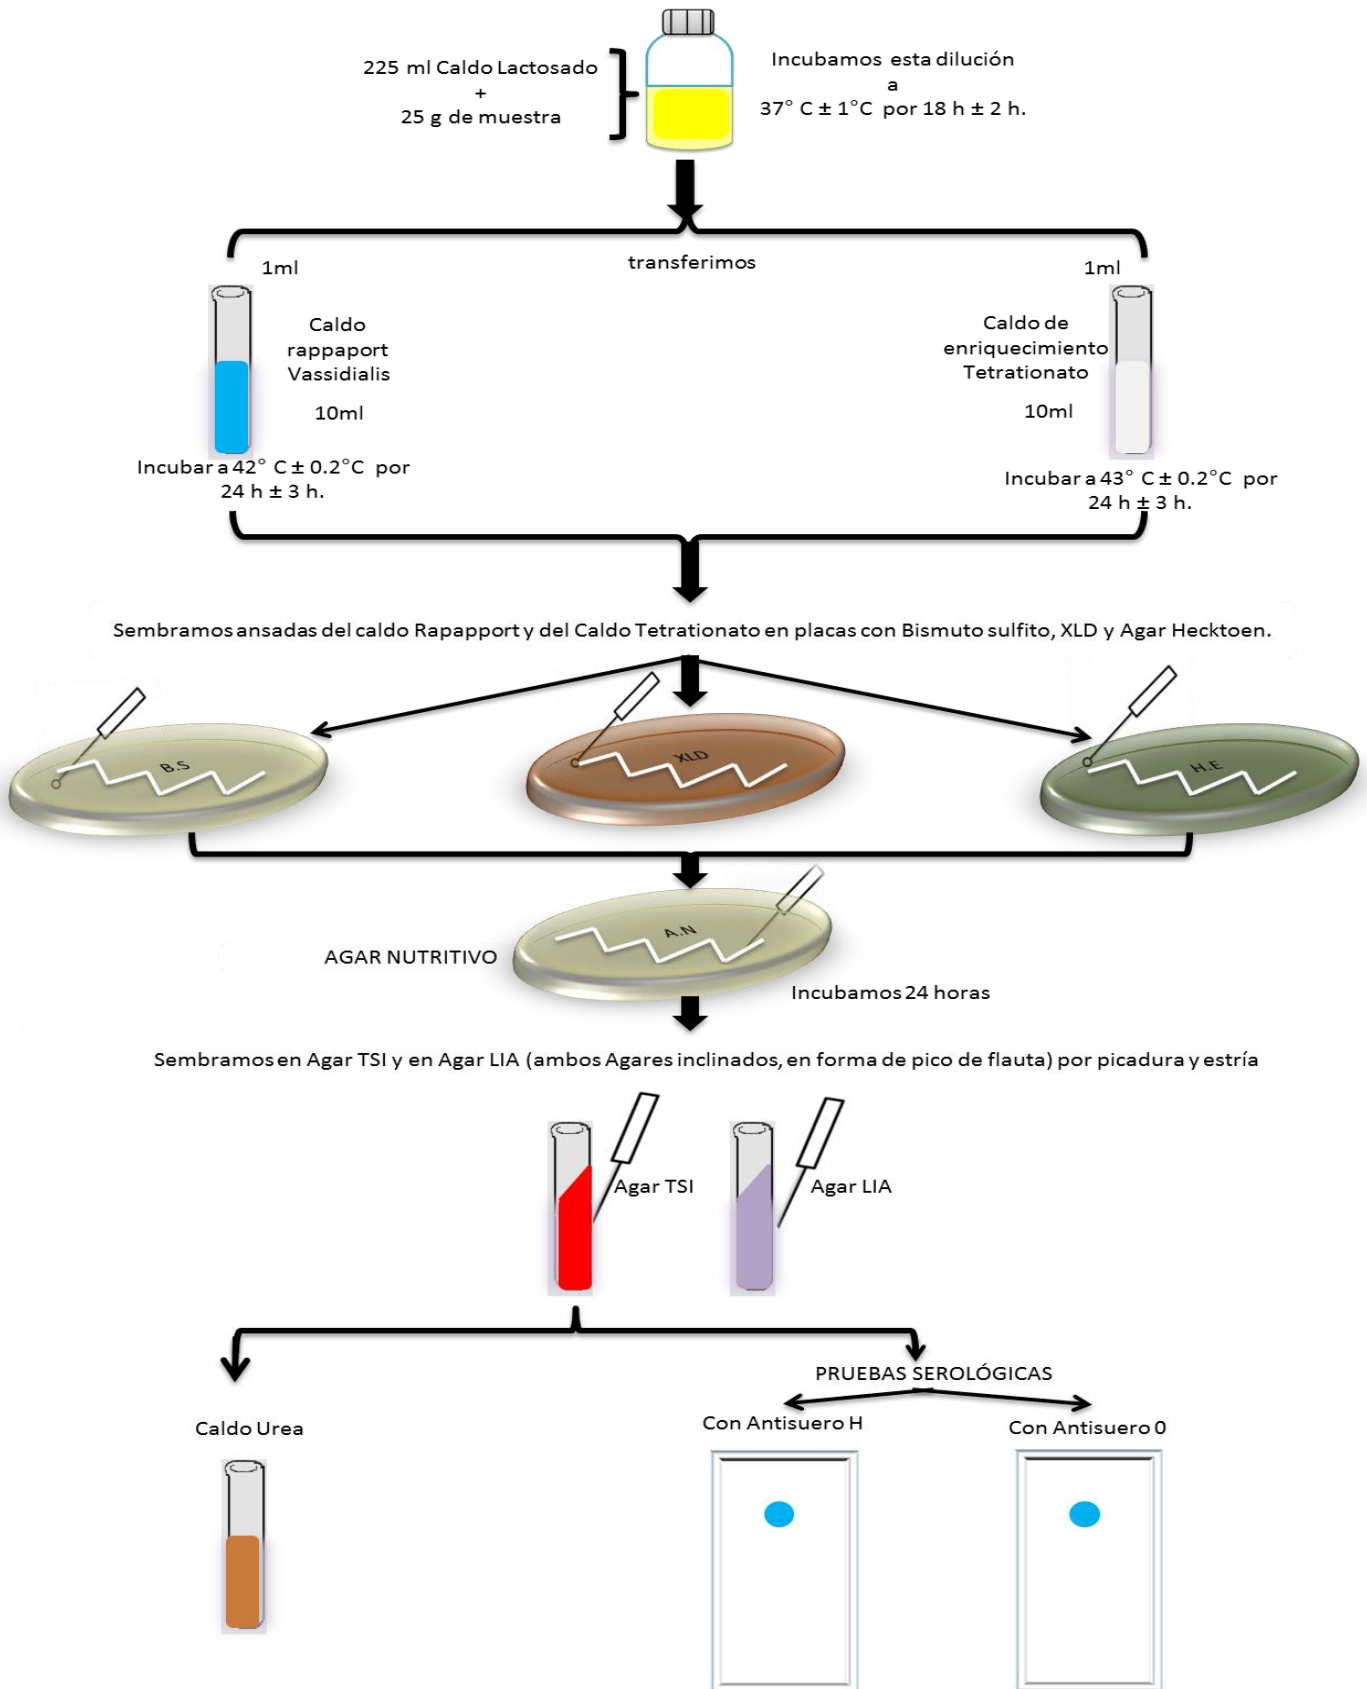 225 ml Caldo Lactosado
+
25 g de muestra
Incubamos esta dilución
a
37° C ± 1°C por 18 h ± 2 h.
1ml
transferimos
1ml
Caldo
rappaport
Vassidialis
10ml
Caldo de
enriquecimiento
Tetrationato
10ml
Incubar a 42° C ± 0.2°C por
24 h ± 3 h.
Incubar a 43° C ± 0.2°C por
24 h ± 3 h.
Sembramos ansadas del caldo Rapapport y del Caldo Tetrationato en placas con Bismuto sulfito, XLD y Agar Hecktoen.
B.S
XLD
H.E
A.N
AGAR NUTRITIVO
Incubamos 24 horas
Sembramos en Agar TSI y en Agar LIA (ambos Agares inclinados, en forma de pico de flauta) por picadura y estría
Agar TSI
Agar LIA
PRUEBAS SEROLÓGICAS
Caldo Urea
Con Antisuero H
Con Antisuero 0